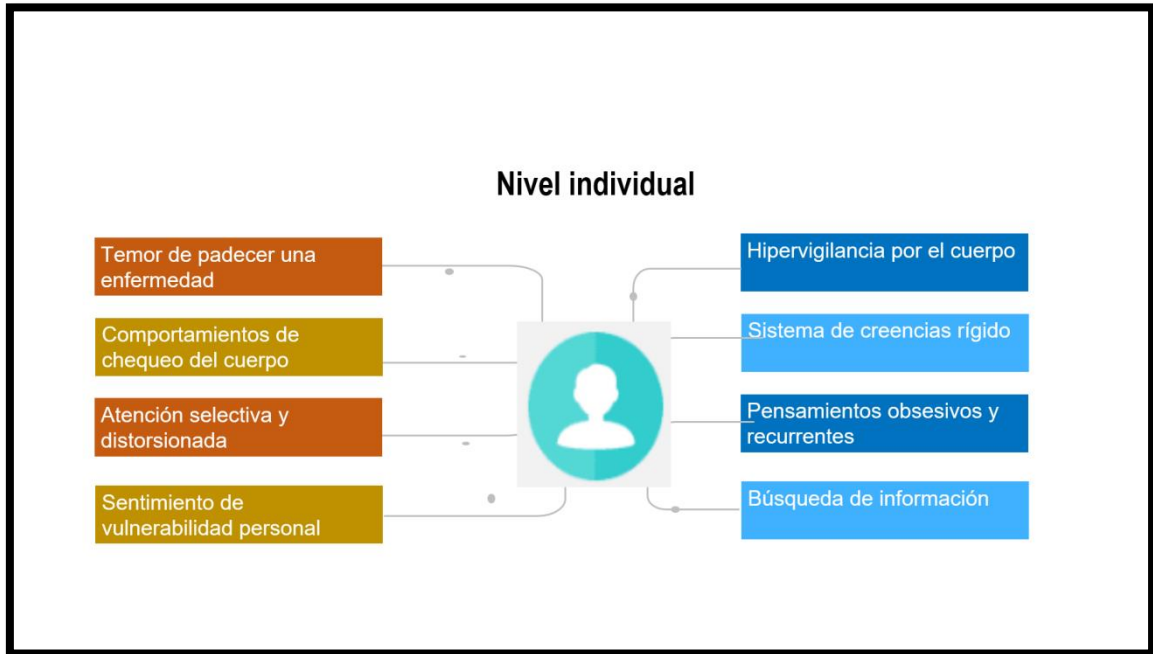 Nivel individual
Temor de padecer una
enfermedad
Comportamientos de
chequeo del cuerpo
Atención selectiva y
distorsionada
Sentimiento de
vulnerabilidad personal
Hipervigilancia por el cuerpo
Sistema de creencias rígido
Pensamientos obsesivos y
recurrentes
Búsqueda de información